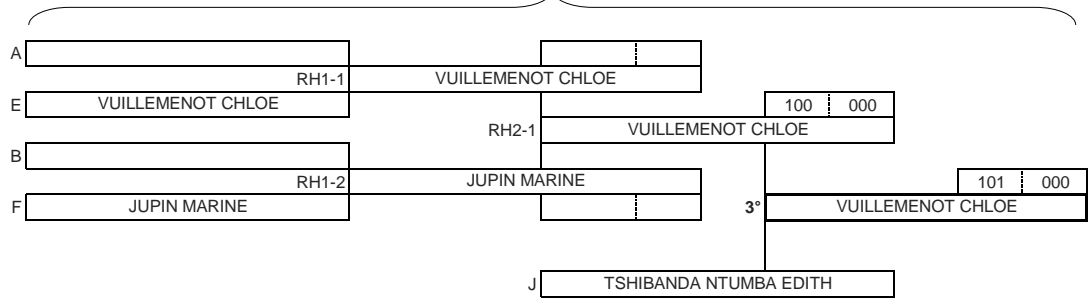 A
RH1-1 VUILLEMENOT CHLOE
E VUILLEMENOT CHLOE 100 000
RH2-1 VUILLEMENOT CHLOE
B
RH1-2 JUPIN MARINE 101 000
F JUPIN MARINE 3° VUILLEMENOT CHLOE
J TSHIBANDA NTUMBA EDITH